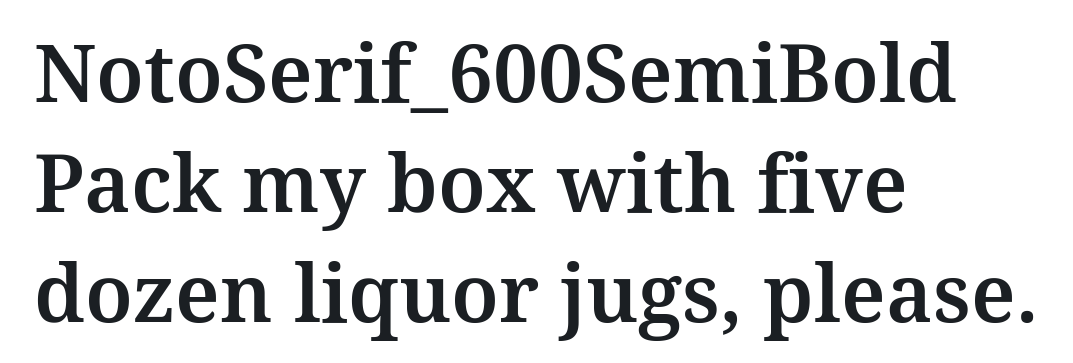 NotoSerif_600SemiBold
Pack my box with five
dozen liquor jugs, please.